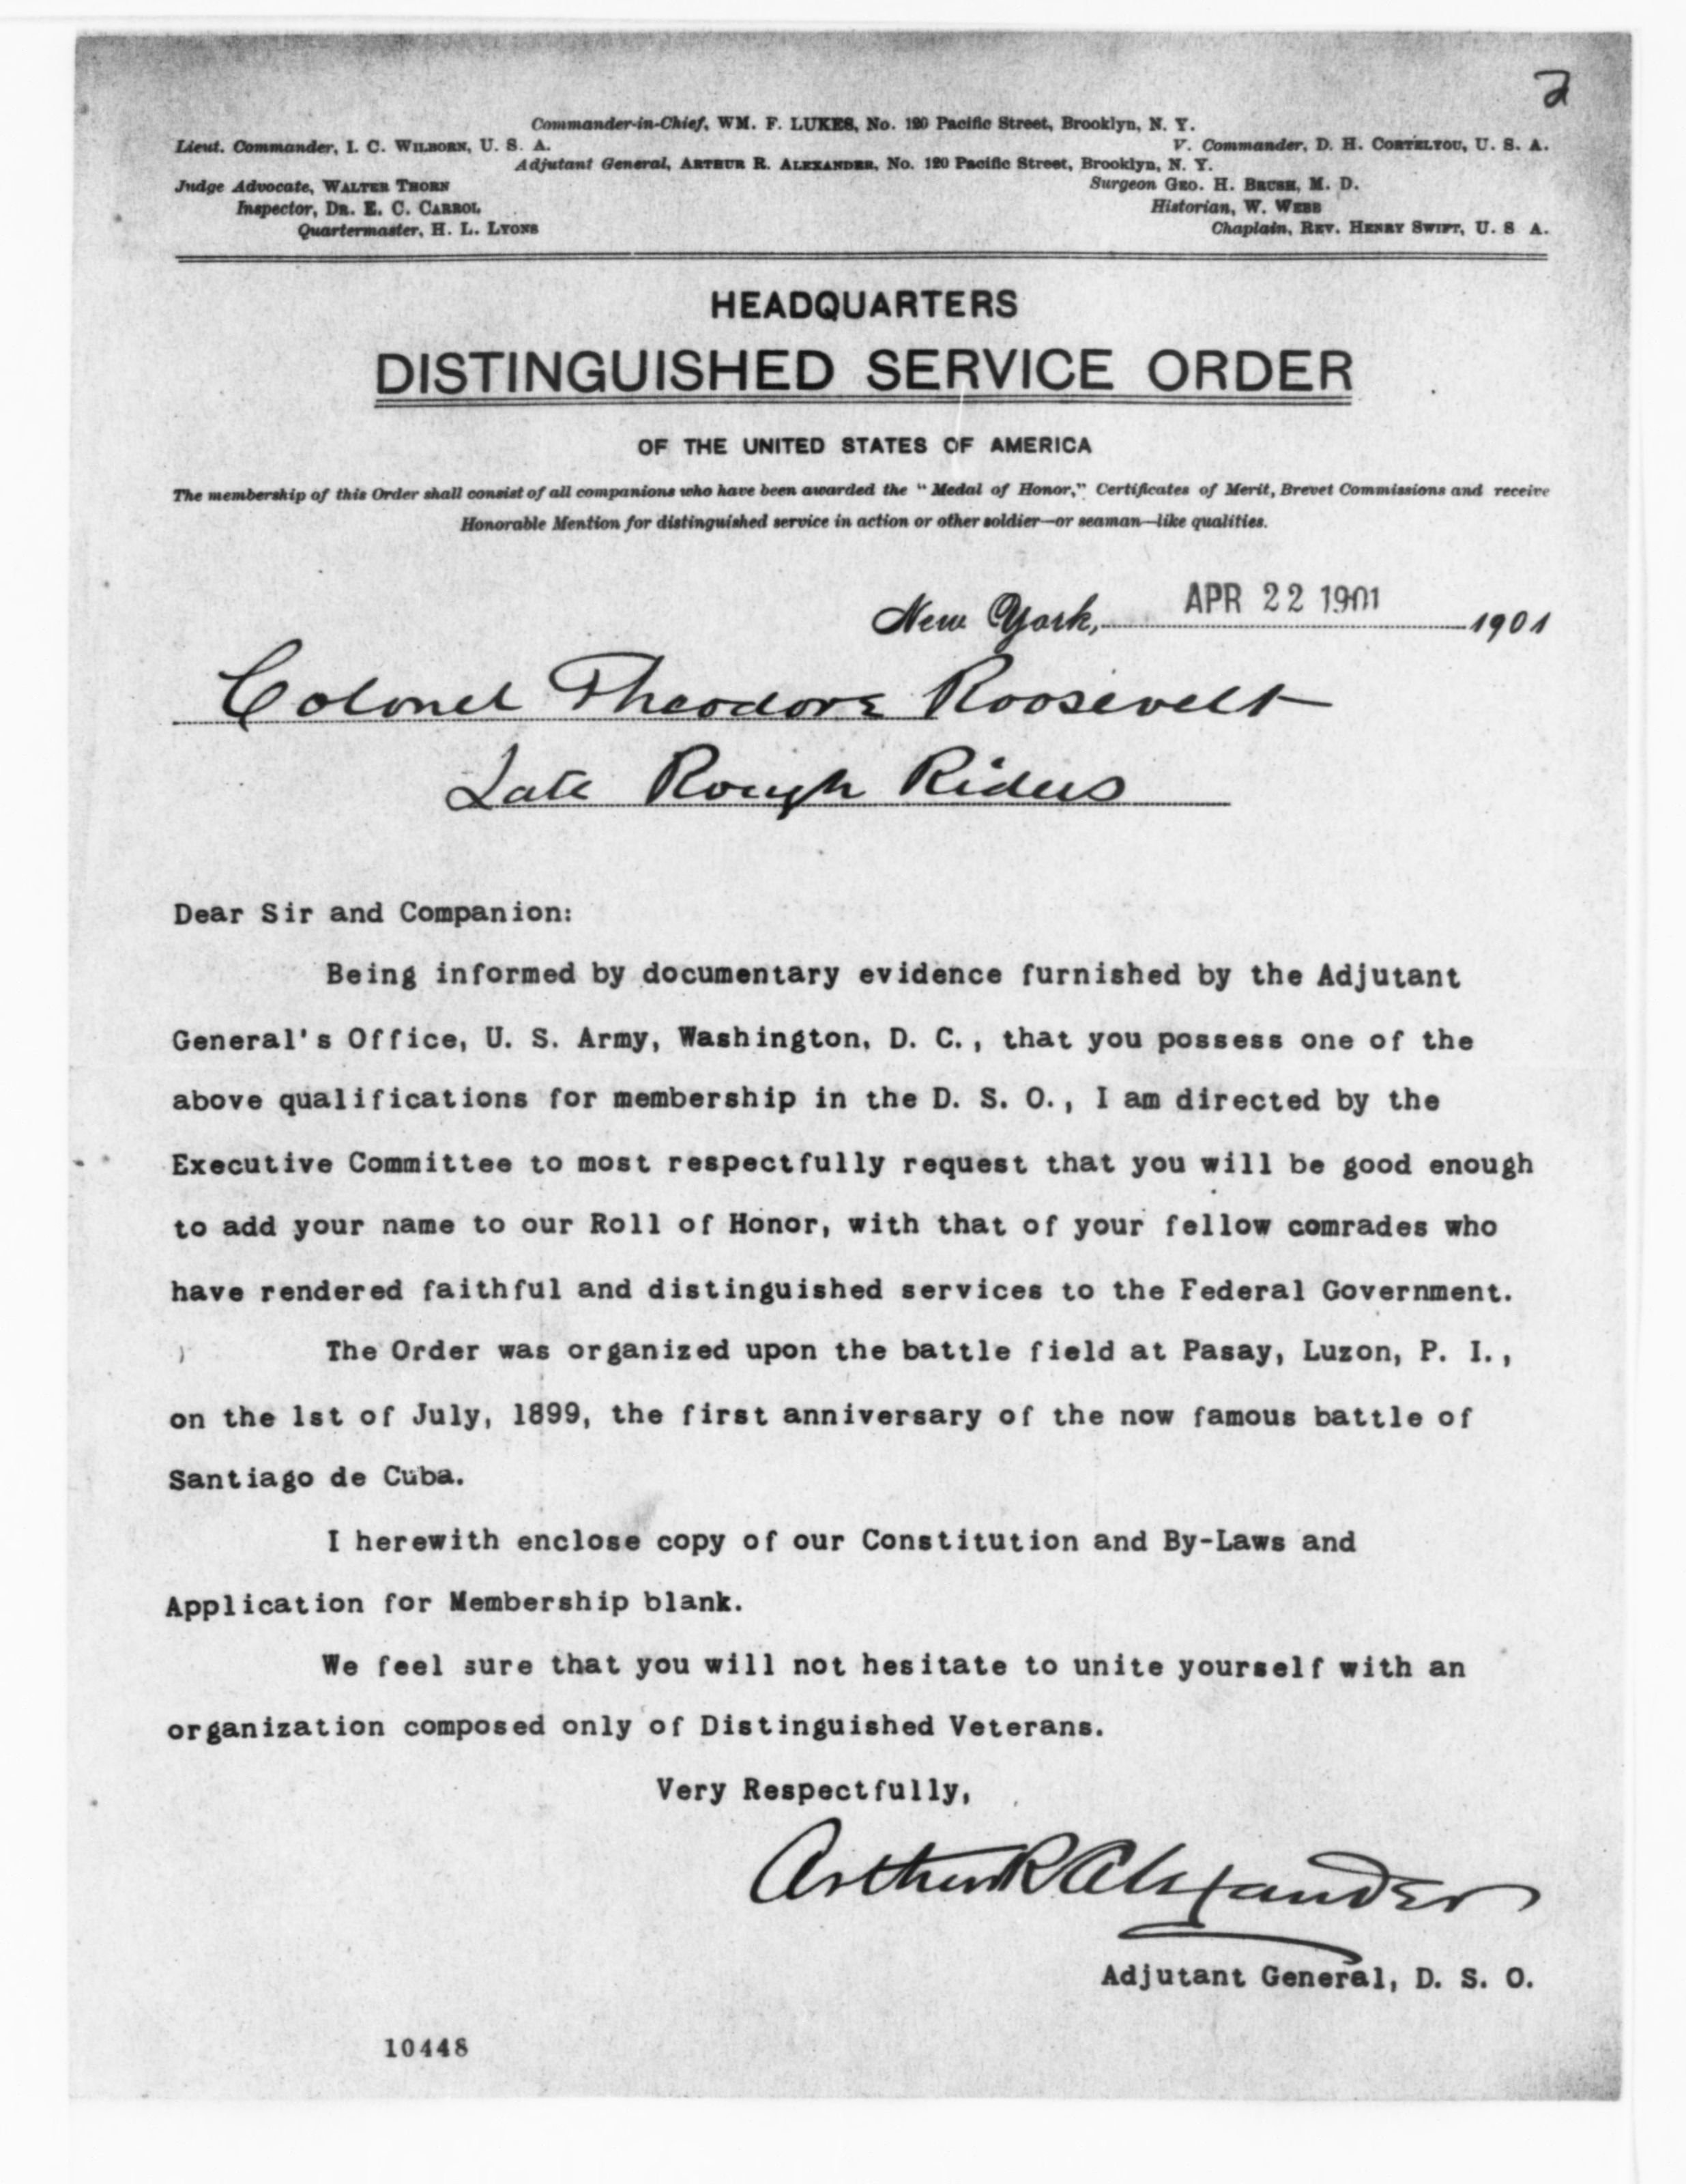 2
Commander-in-Chief, WM. F. LUKES, No. 120 Pacific Street, Brooklyn, N. Y.
Lieut. Commander, I. C. WILBORN, U. S. A. V. Commander, D. H. CORTELYOU, U. S. A.
Adjutant General, ARTHUR R. ALEXANDER, No. 120 Pacific Street, Brooklyn, N. Y.
Judge Advocate, WALTER THORN Surgeon GEO. H. BRUSH, M. D.
Inspector, DR. E. C. CARROL Historian, W. WEBB
Quartermaster, H. L. LYONS Chaplain, REV. HENRY SWIFT, U. S A.
HEADQUARTERS
DISTINGUISHED SERVICE ORDER
OF THE UNITED STATES OF AMERICA
The membership of this Order shall consist of all companions who have been awarded the " Medal of Honor," Certificates of Merit, Brevet Commissions and receive
Honorable Mention for distinguished service in action or other soldier—or seaman—like qualities.
New York, APR 22 1901 1901
Colonel Theodore Roosevelt
Late Rough Riders
Dear Sir and Companion:
Being informed by documentary evidence furnished by the Adjutant
General's Office, U. S. Army, Washington, D. C., that you possess one of the
above qualifications for membership in the D. S. O., I am directed by the
Executive Committee to most respectfully request that you will be good enough
to add your name to our Roll of Honor, with that of your fellow comrades who
have rendered faithful and distinguished services to the Federal Government.
The Order was organized upon the battle field at Pasay, Luzon, P. I.,
on the 1st of July, 1899, the first anniversary of the now famous battle of
Santiago de Cuba.
I herewith enclose copy of our Constitution and By-Laws and
Application for Membership blank.
We feel sure that you will not hesitate to unite yourself with an
organization composed only of Distinguished Veterans.
Very Respectfully,
Arthur R Alexander
Adjutant General, D. S. O.
10448